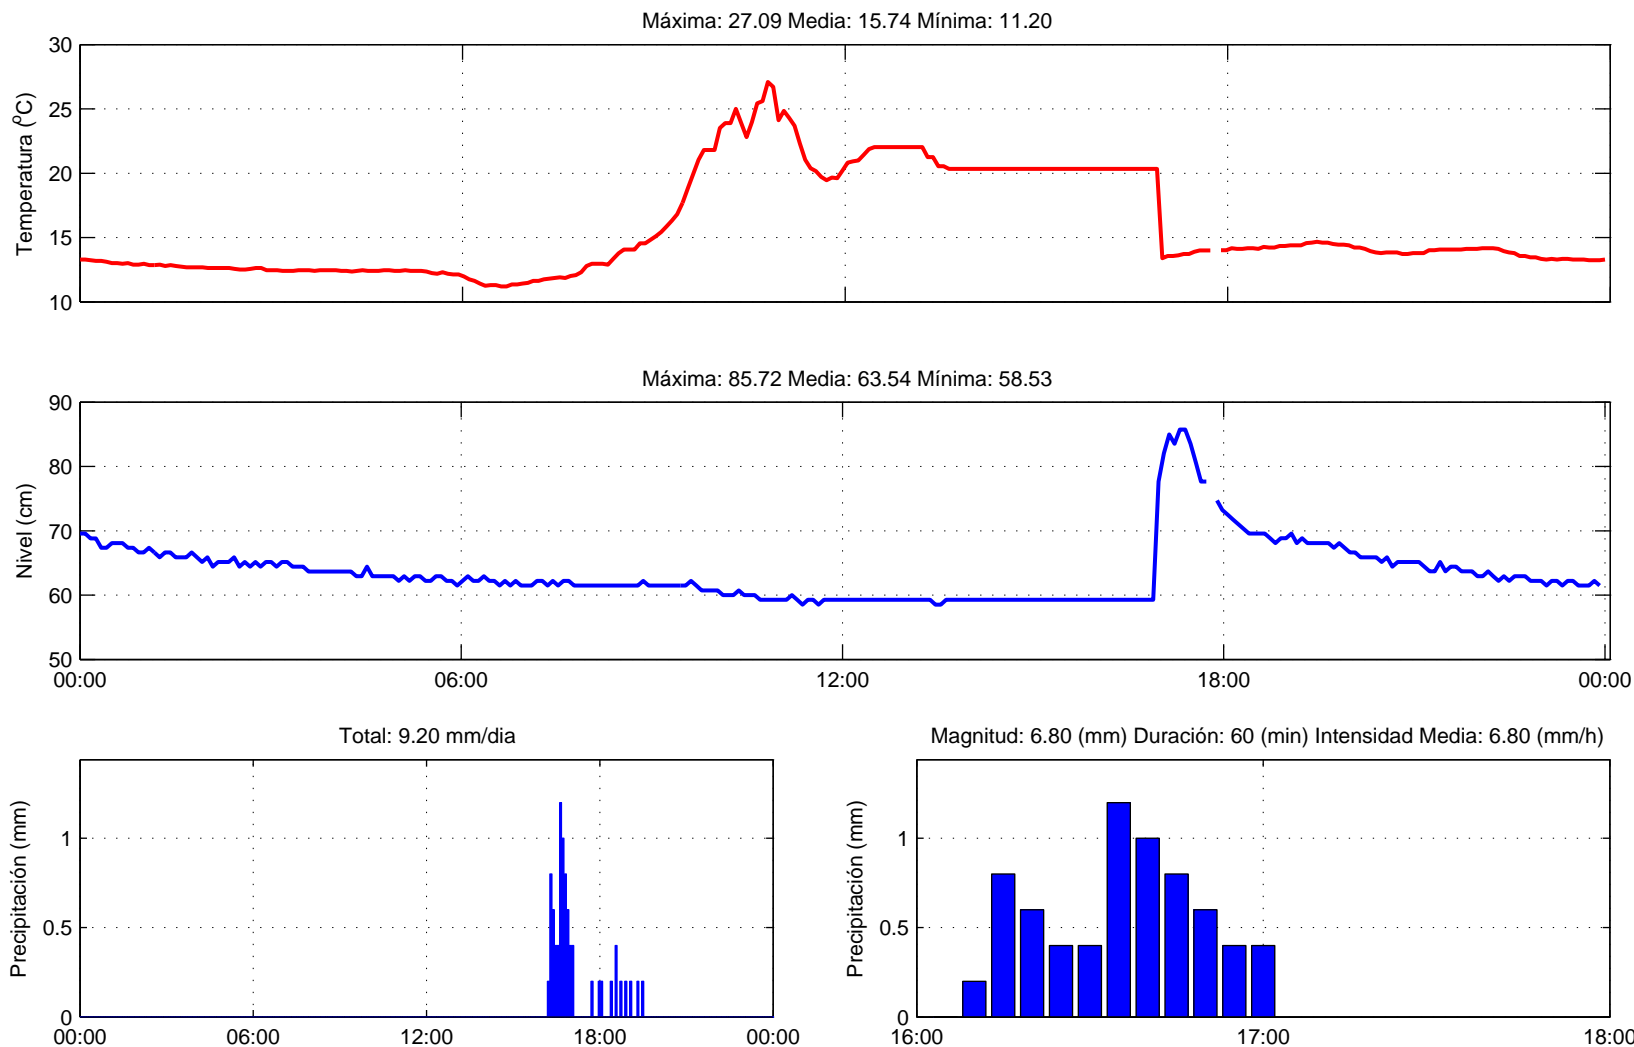 Máxima: 27.09 Media: 15.74 Mínima: 11.20
Temperatura (ºC)
30
25
20
15
10
Máxima: 85.72 Media: 63.54 Mínima: 58.53
Nivel (cm)
90
80
70
60
50
00:00 06:00 12:00 18:00 00:00
Total: 9.20 mm/dia
Precipitación (mm)
1
0.5
0
00:00 06:00 12:00 18:00 00:00
Magnitud: 6.80 (mm) Duración: 60 (min) Intensidad Media: 6.80 (mm/h)
Precipitación (mm)
1
0.5
0
16:00 17:00 18:00